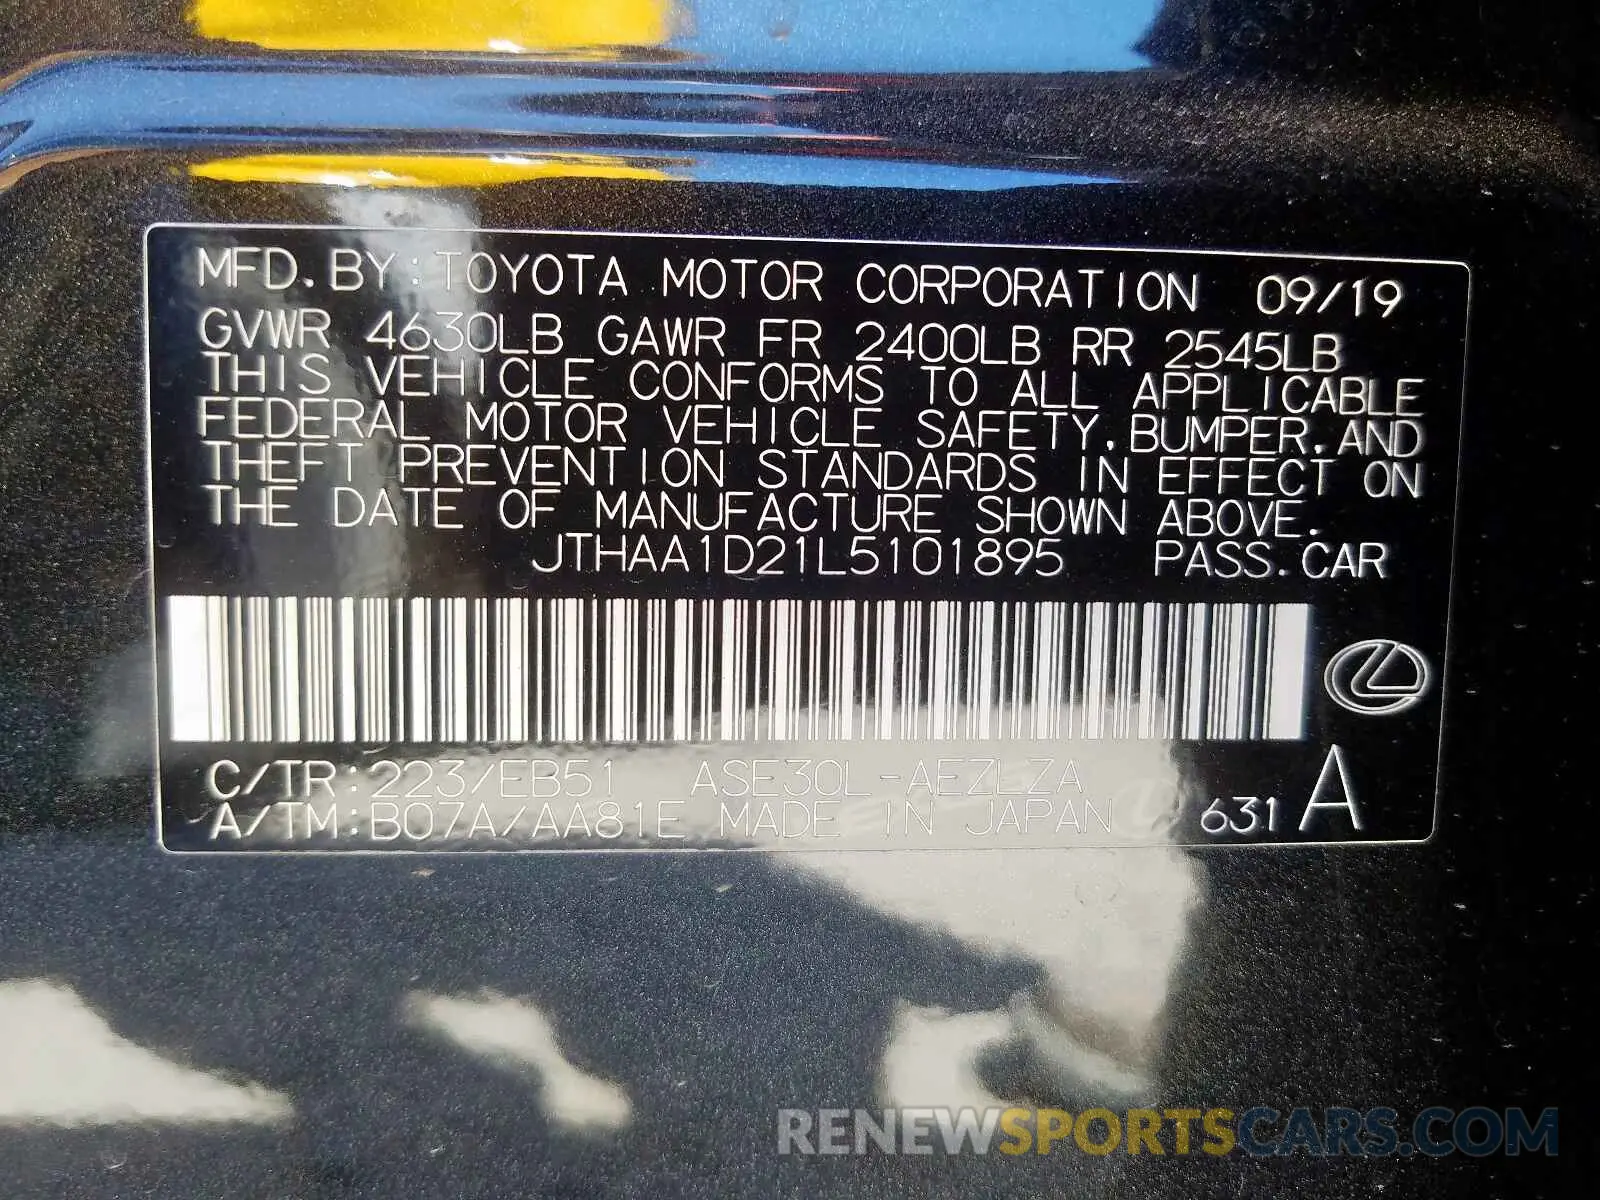 MFD.BY:TOYOTA MOTOR CORPORATION 09/19
GVWR 4630LB GAWR FR 2400LB RR 2545LB
THIS VEHICLE CONFORMS TO ALL APPLICABLE
FEDERAL MOTOR VEHICLE SAFETY,BUMPER,AND
THEFT PREVENTION STANDARDS IN EFFECT ON
THE DATE OF MANUFACTURE SHOWN ABOVE.
JTHAA1D21L5101895 PASS.CAR
C/TR:223/EB51 ASE30L-AEZLZA
A/TM:B07A/AA81E MADE IN JAPAN 631 A
RENEWSPORTSCARS.COM